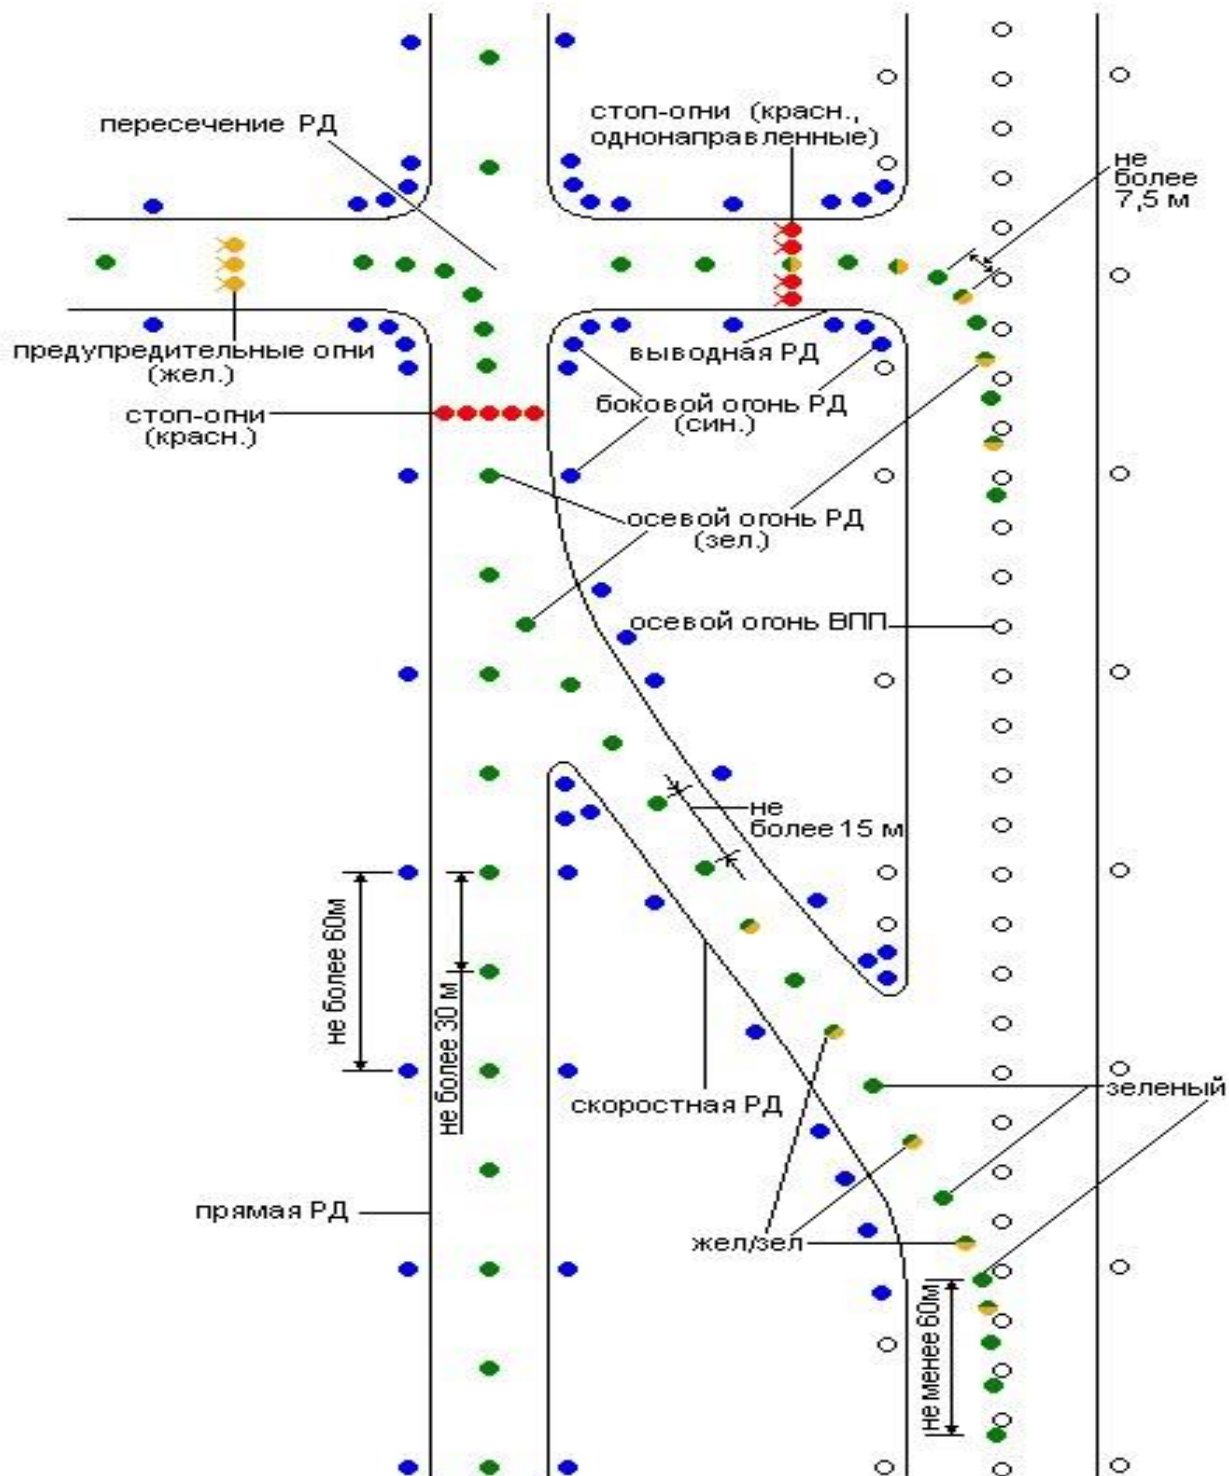 стоп-огни (красн.,
однонаправленные)
пересечение РД
не
более
7,5 м
предупредительные огни
(жел.)
выводная РД
стоп-огни
(красн.)
боковой огонь РД
(син.)
осевой огонь РД
(зел.)
осевой огонь ВПП
не
более 15 м
не более 60м
не более 30 м
скоростная РД
зеленый
прямая РД
жел/зел
не менее 60м